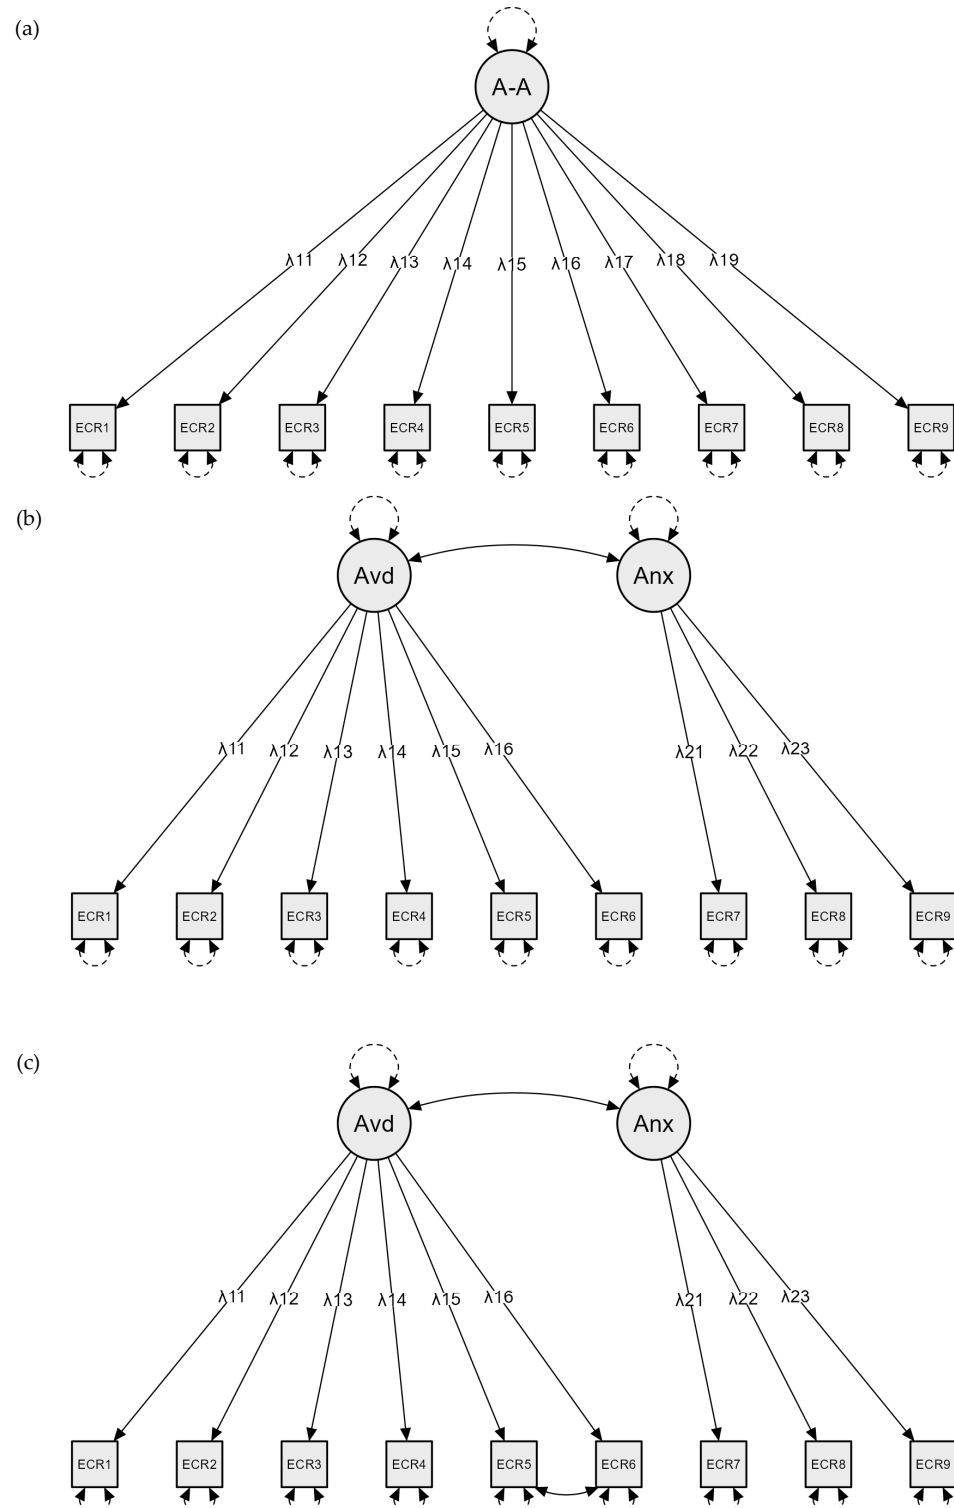 (a)
A-A
λ11 λ12 λ13 λ14 λ15 λ16 λ17 λ18 λ19
ECR1 ECR2 ECR3 ECR4 ECR5 ECR6 ECR7 ECR8 ECR9
(b)
Avd Anx
λ11 λ12 λ13 λ14 λ15 λ16 λ21 λ22 λ23
ECR1 ECR2 ECR3 ECR4 ECR5 ECR6 ECR7 ECR8 ECR9
(c)
Avd Anx
λ11 λ12 λ13 λ14 λ15 λ16 λ21 λ22 λ23
ECR1 ECR2 ECR3 ECR4 ECR5 ECR6 ECR7 ECR8 ECR9